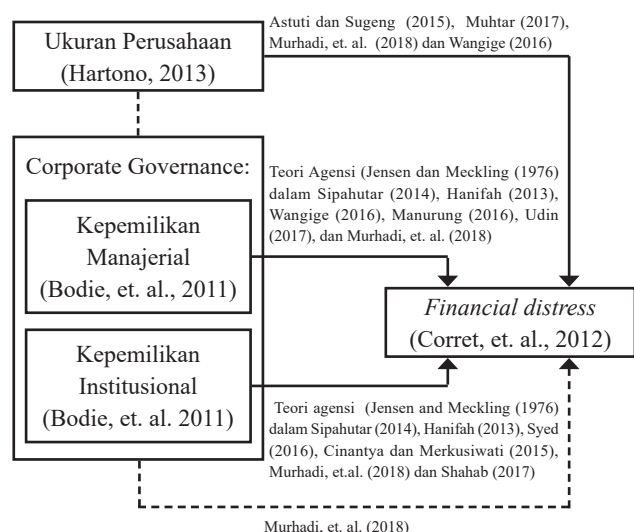 Ukuran Perusahaan
(Hartono, 2013)
Astuti dan Sugeng (2015), Muhtar (2017),
Murhadi, et. al. (2018) dan Wangige (2016)
Corporate Governance:
Kepemilikan
Manajerial
(Bodie, et. al., 2011)
Teori Agensi (Jensen dan Meckling (1976)
dalam Sipahutar (2014), Hanifah (2013),
Wangige (2016), Manurung (2016), Udin
(2017), dan Murhadi, et. al. (2018)
Financial distress
(Corret, et. al., 2012)
Kepemilikan
Institusional
(Bodie, et. al. 2011)
Teori agensi (Jensen and Meckling (1976)
dalam Sipahutar (2014), Hanifah (2013), Syed
(2016), Cinantya dan Merkusiwati (2015),
Murhadi, et.al. (2018) dan Shahab (2017)
Murhadi, et. al. (2018)